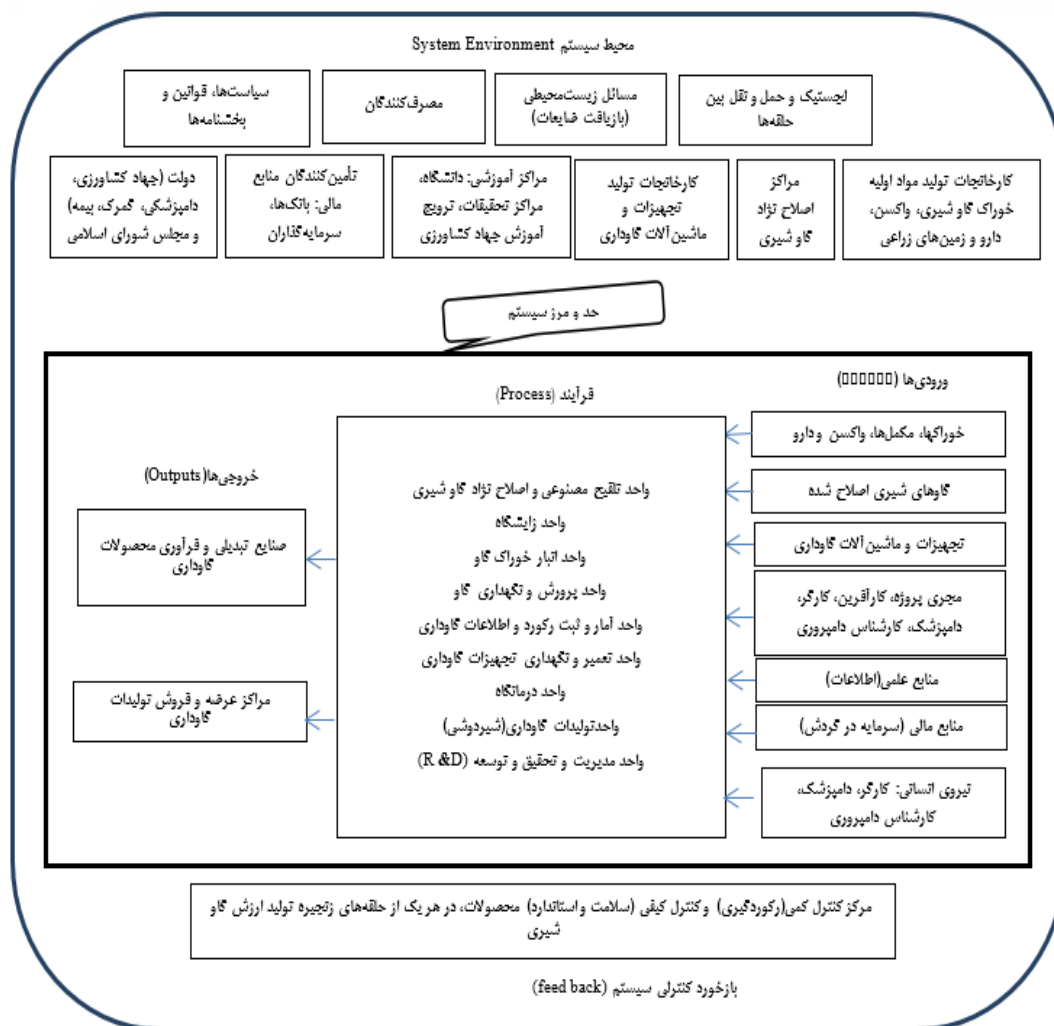 محیط سیستم System Environment
لجستیک و حمل و نقل بین
حلقه‌ها
مسائل زیست‌محیطی
(بازیافت ضایعات)
مصرف‌کنندگان
سیاست‌ها، قوانین و
بخشنامه‌ها
کارخانجات تولید مواد اولیه
خوراک گاو شیری، واکسن،
دارو و زمین‌های زراعی
مراکز
اصلاح نژاد
گاو شیری
کارخانجات تولید
تجهیزات و
ماشین‌آلات گاوداری
مراکز آموزشی: دانشگاه،
مراکز تحقیقات، ترویج
آموزش جهاد کشاورزی
تأمین‌کنندگان منابع
مالی: بانک‌ها،
سرمایه‌گذاران
دولت (جهاد کشاورزی،
دامپزشکی، گمرک، بیمه)
و مجلس شورای اسلامی
حد و مرز سیستم
ورودی‌ها (□□□□□□)
خوراکها، مکمل‌ها، واکسن و دارو
گاوهای شیری اصلاح شده
تجهیزات و ماشین‌آلات گاوداری
مجری پروژه، کارآفرین، کارگر،
دامپزشک، کارشناس دامپروری
منابع علمی(اطلاعات)
منابع مالی (سرمایه در گردش)
نیروی انسانی: کارگر، دامپزشک،
کارشناس دامپروری
فرآیند (Process)
واحد تلقیح مصنوعی و اصلاح نژاد گاو شیری
واحد زایشگاه
واحد انبار خوراک گاو
واحد پرورش و نگهداری گاو
واحد آمار و ثبت رکورد و اطلاعات گاوداری
واحد تعمیر و نگهداری تجهیزات گاوداری
واحد درمانگاه
واحدتولیدات گاوداری(شیردوشی)
واحد مدیریت و تحقیق و توسعه (R &D)
خروجی‌ها(Outputs)
صنایع تبدیلی و فرآوری محصولات
گاوداری
مراکز عرضه و فروش تولیدات
گاوداری
مرکز کنترل کمی(رکوردگیری) و کنترل کیفی (سلامت و استاندارد) محصولات، در هر یک از حلقه‌های زنجیره تولید ارزش گاو
شیری
بازخورد کنترلی سیستم (feed back)